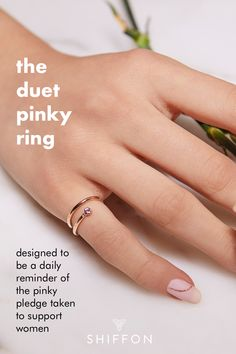 the
duet
pinky
ring
designed to
be a daily
reminder of
the pinky
pledge taken
to support
women
SHIFFON